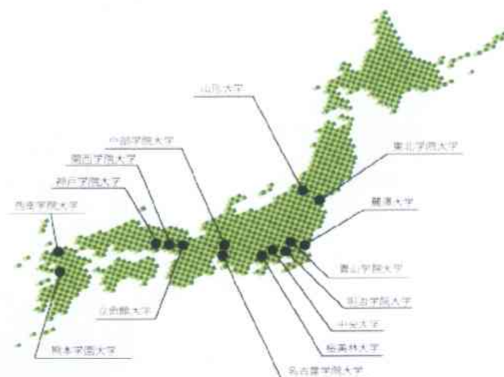 山形大学
中部学院大学
東北学院大学
関西学院大学
神戸学院大学
西南学院大学
麗澤大学
青山学院大学
立命館大学
明治学院大学
中央大学
熊本学園大学
桜美林大学
名古屋学院大学